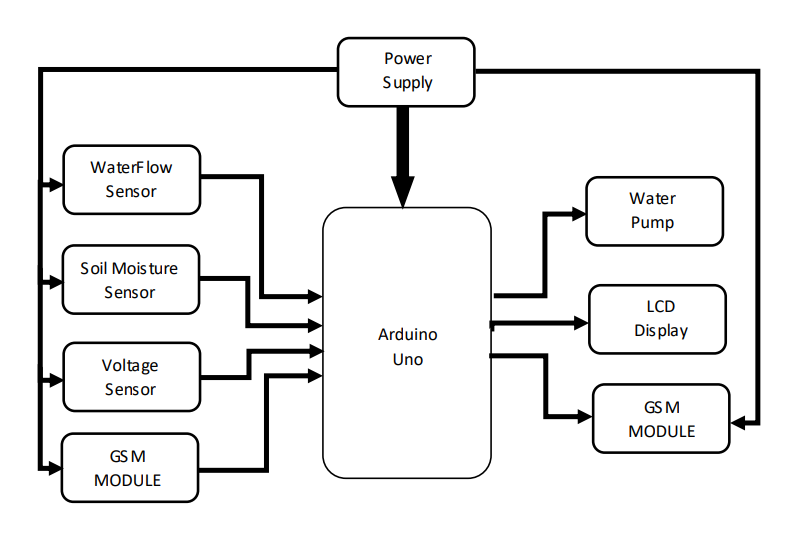 Power
Supply
WaterFlow
Sensor
Soil Moisture
Sensor
Voltage
Sensor
GSM
MODULE
Arduino
Uno
Water
Pump
LCD
Display
GSM
MODULE